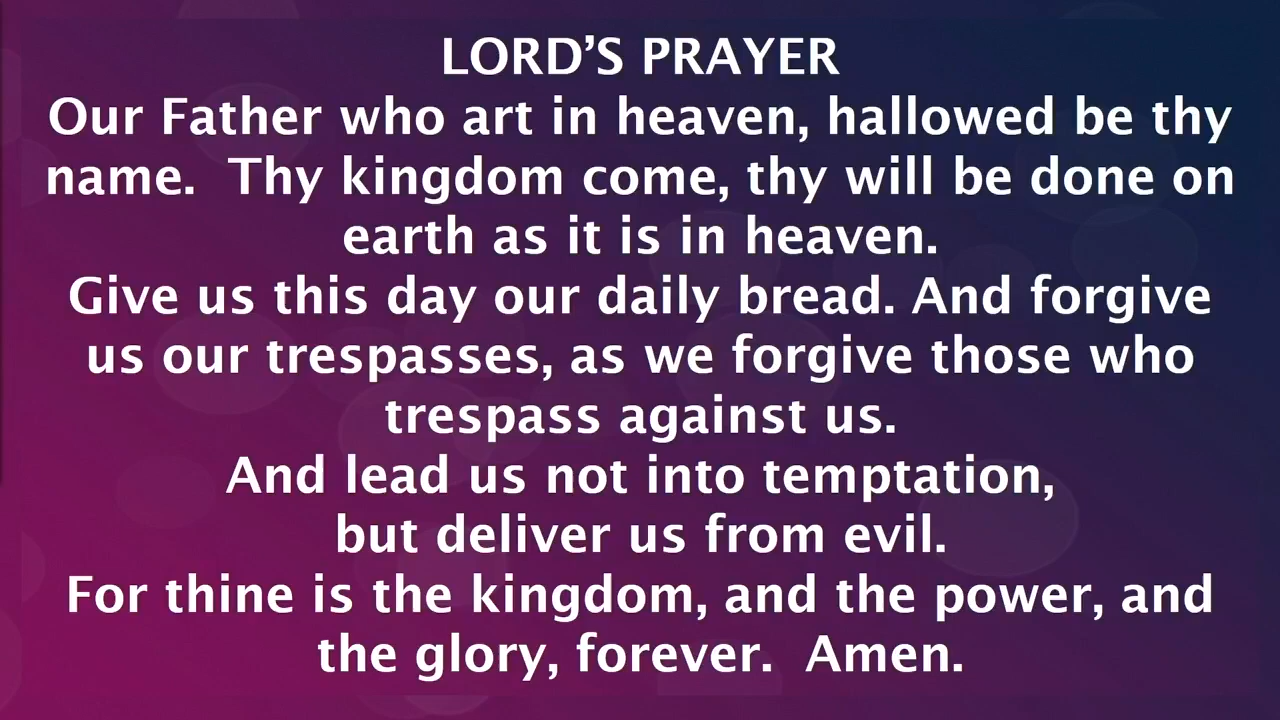 LORD’S PRAYER
Our Father who art in heaven, hallowed be thy
name.  Thy kingdom come, thy will be done on
earth as it is in heaven.
Give us this day our daily bread. And forgive
us our trespasses, as we forgive those who
trespass against us.
And lead us not into temptation,
but deliver us from evil.
For thine is the kingdom, and the power, and
the glory, forever.  Amen.